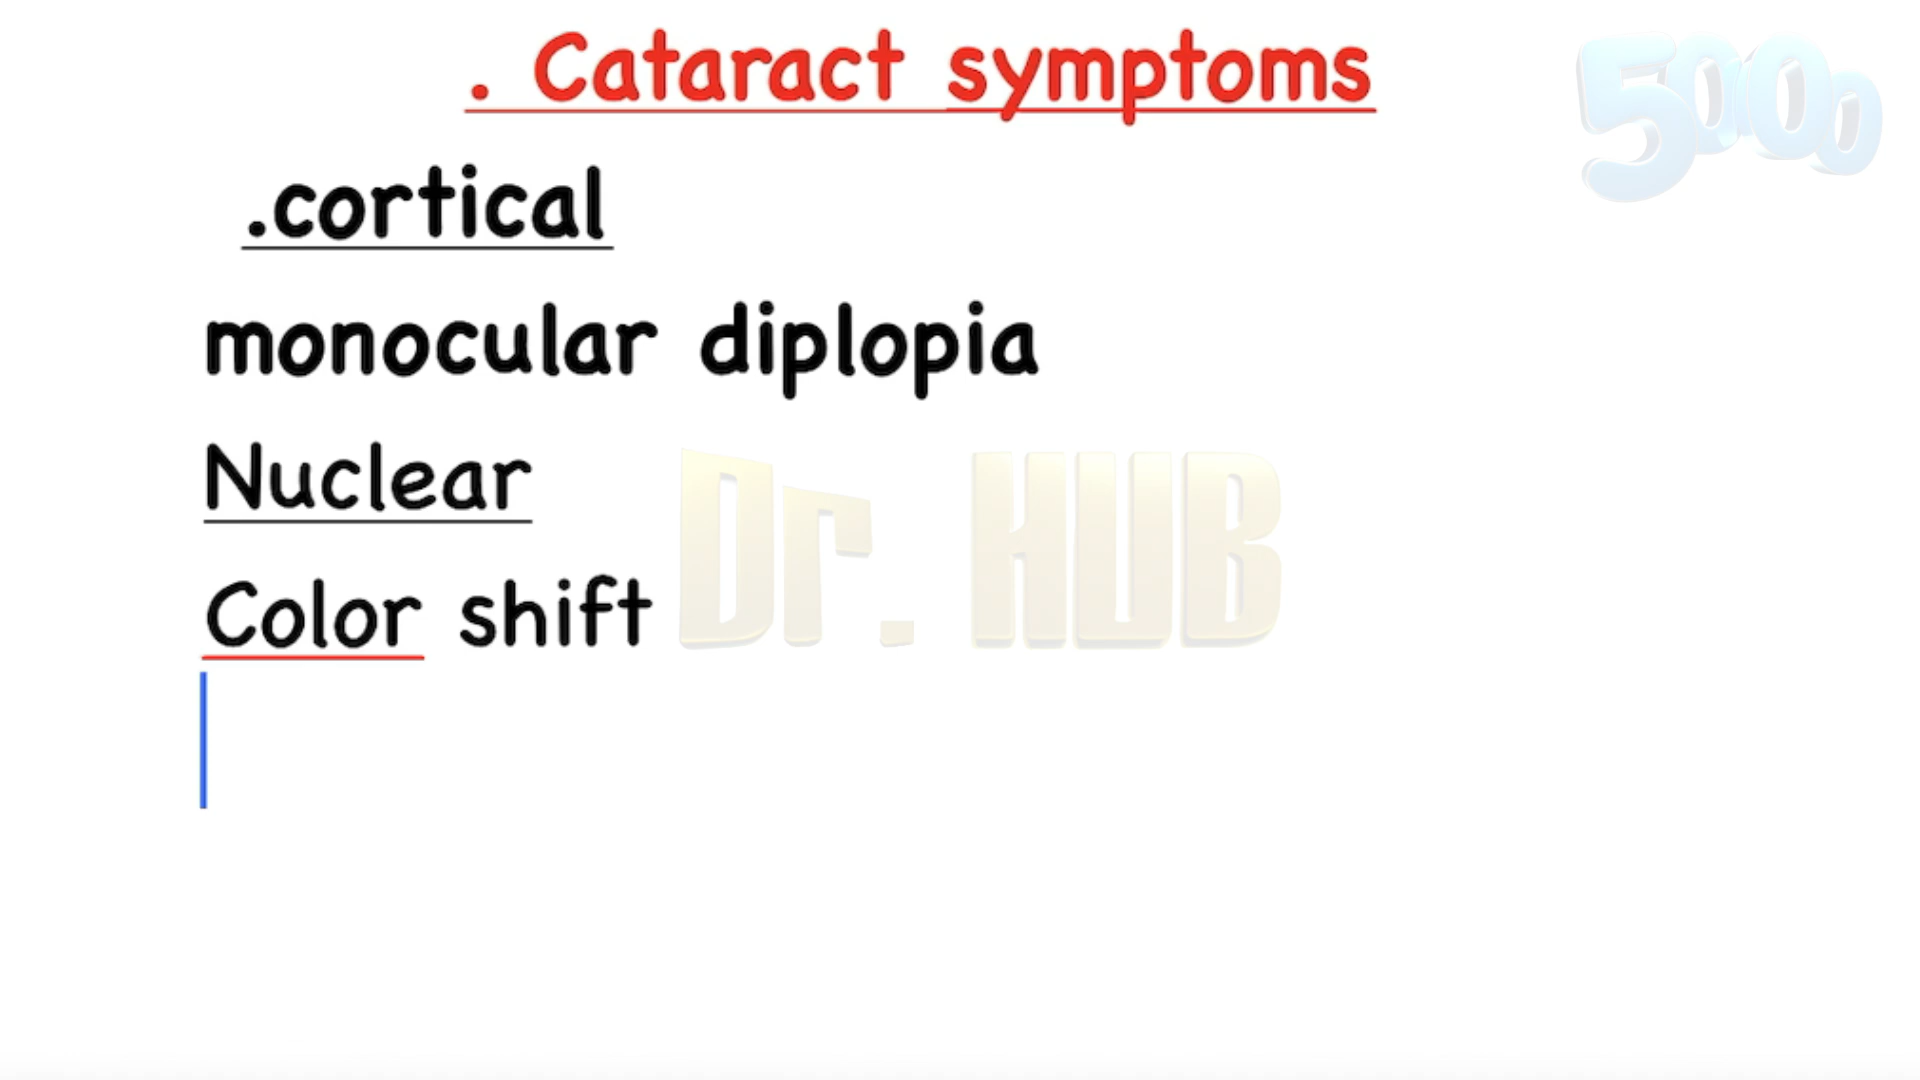 . Cataract symptoms
5000
.cortical
monocular diplopia
Nuclear
Dr. HUB
Color shift